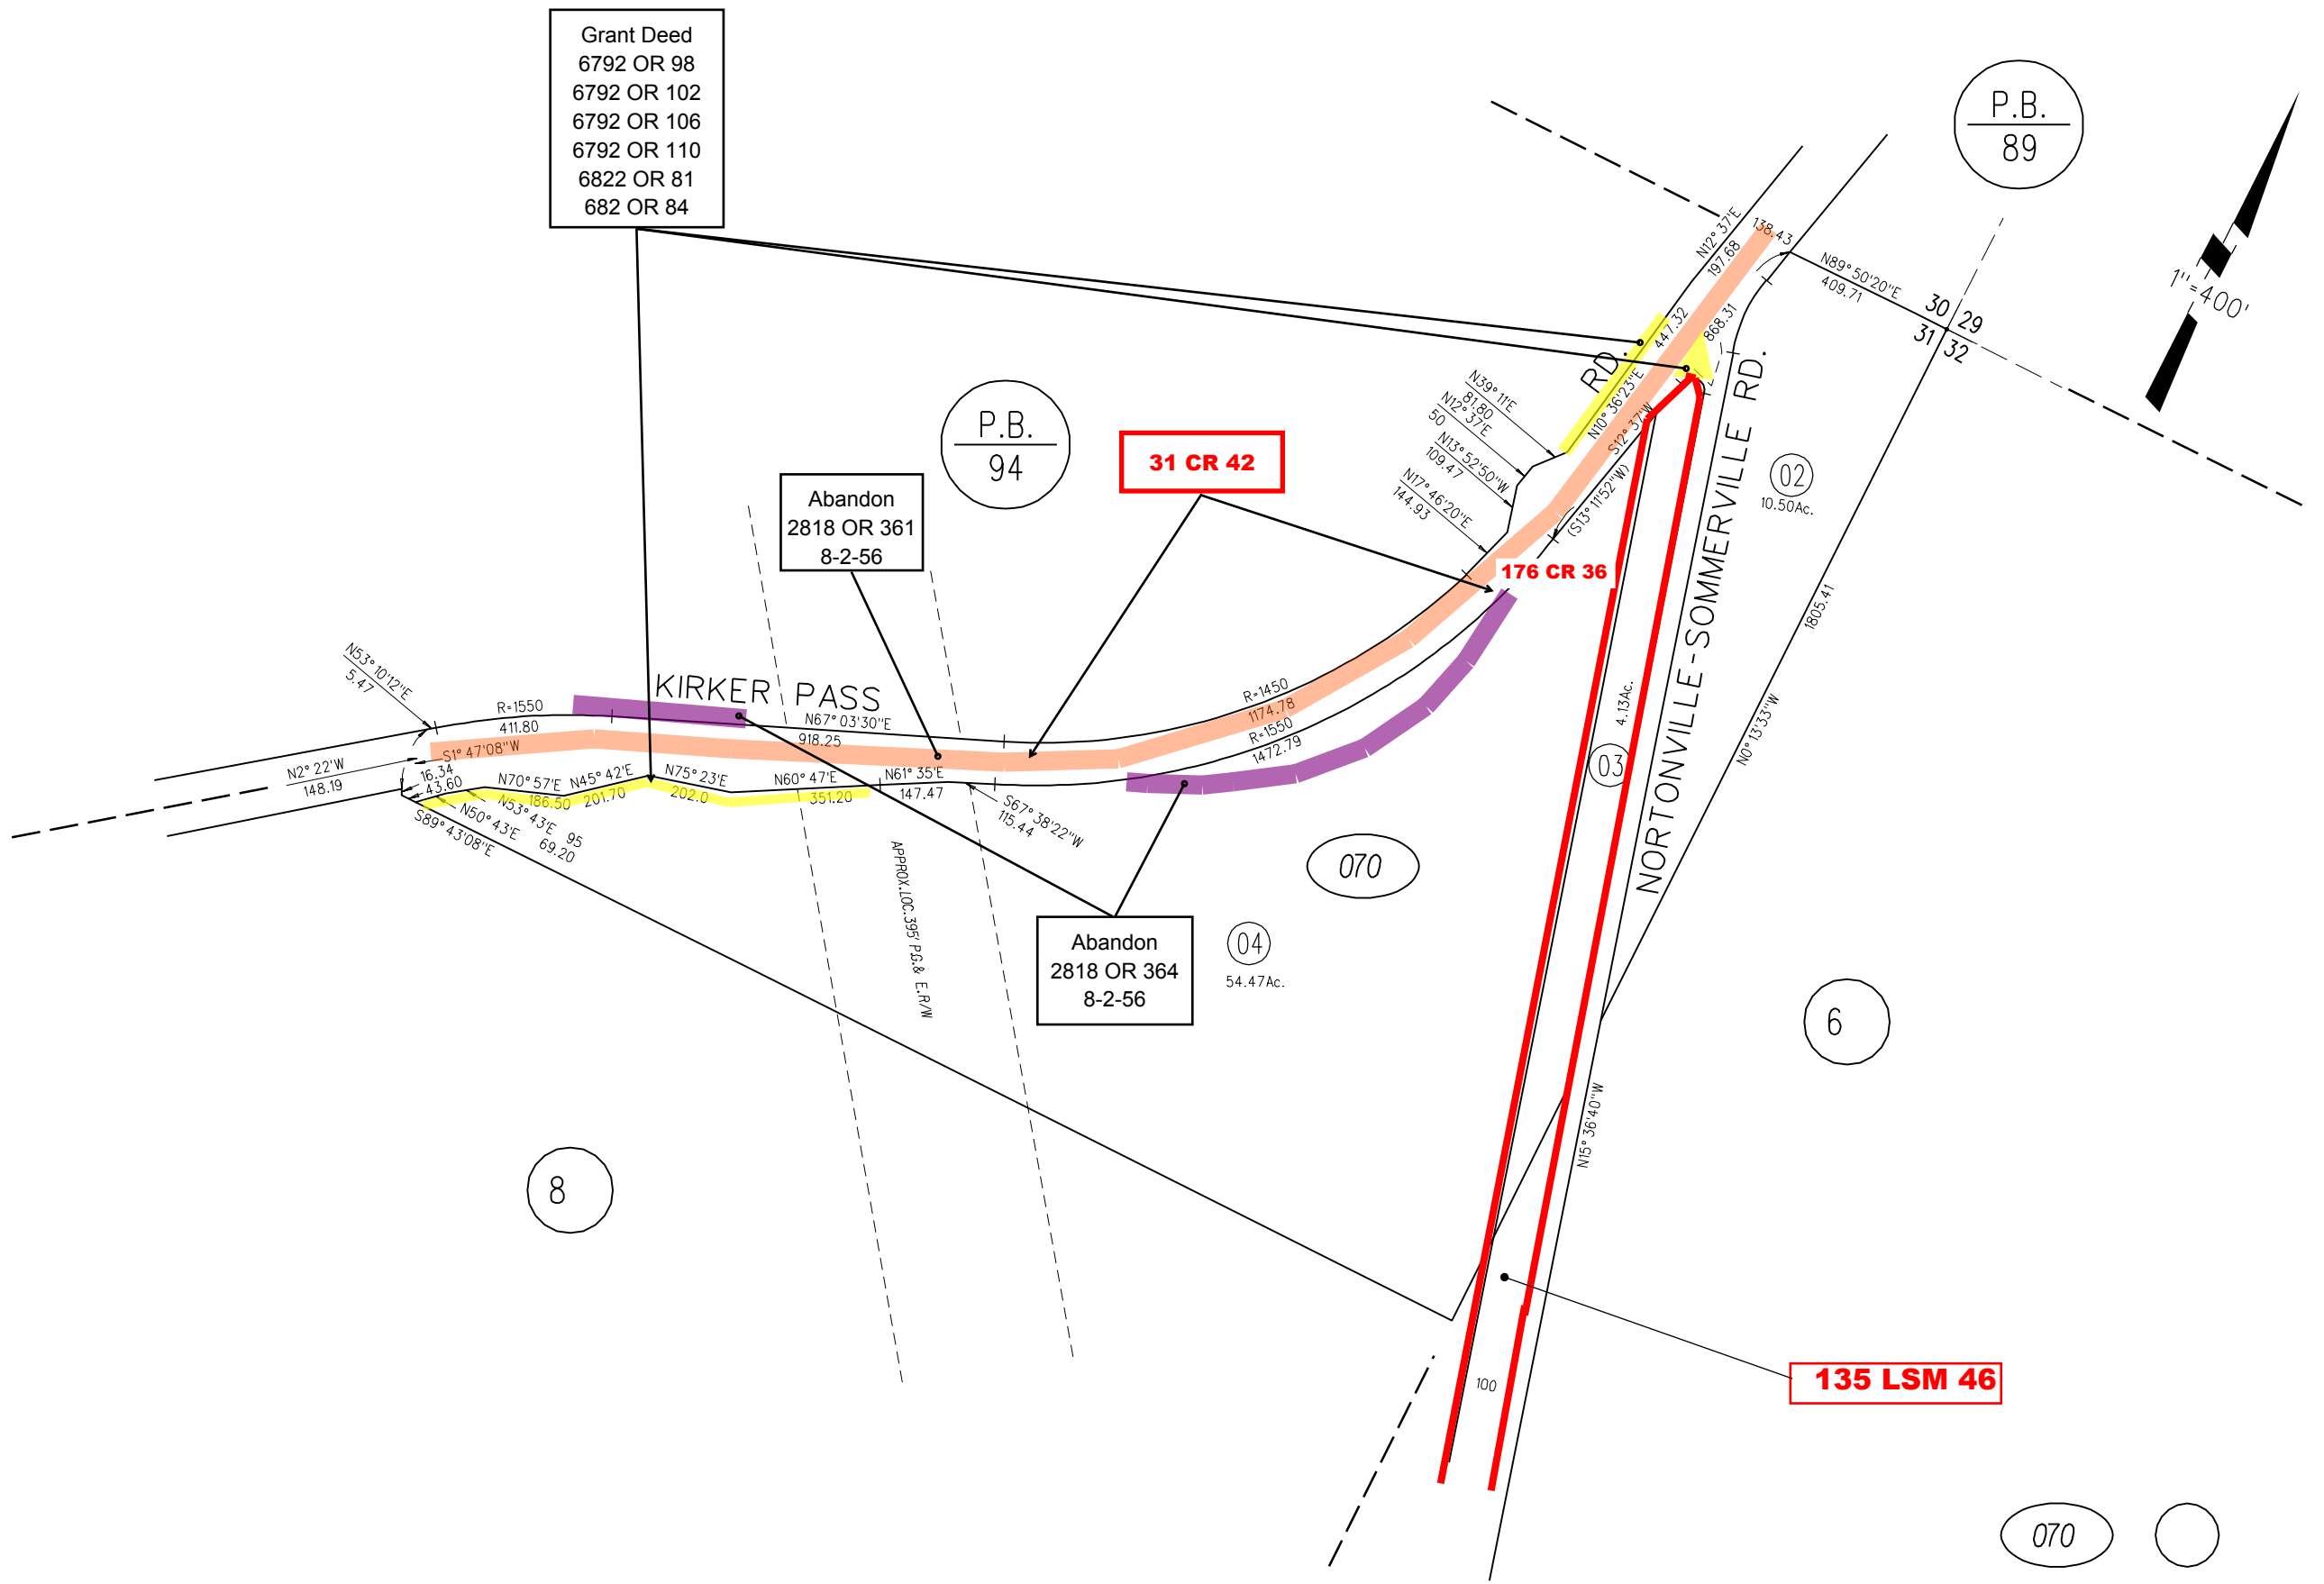 Grant Deed
6792 OR 98
6792 OR 102
6792 OR 106
6792 OR 110
6822 OR 81
682 OR 84
P.B.
89
1"=400'
N12° 37'E
197.68
138.43
N89° 50'20"E
409.71
30
29
31
32
868.31
447.32
RD.
N10° 36'23"E
S12° 37'W
(S13° 11'52"W)
N39° 11'E
81.80
N12° 37'E
50
N13° 52'50"W
109.47
N17° 46'20"E
144.93
P.B.
94
31 CR 42
Abandon
2818 OR 361
8-2-56
02
10.50Ac.
176 CR 36
NORTONVILLE-SOMMERVILLE RD.
1805.41
N0° 13'33"W
4.13Ac.
03
N53° 10'12"E
5.47
R=1550
411.80
KIRKER PASS
N67° 03'30"E
918.25
R=1450
1174.78
R=1550
1472.79
S1° 47'08"W
N2° 22'W
148.19
16.34
43.60
N70° 57'E
186.50
N45° 42'E
201.70
N75° 23'E
202.0
N60° 47'E
351.20
N61° 35'E
147.47
S67° 38'22"W
115.44
N53° 43'E 95
N50° 43'E 69.20
S89° 43'08"E
APPROX.LOC.395' P.G.& E.R/W
070
04
54.47Ac.
Abandon
2818 OR 364
8-2-56
6
8
N15° 36'40"W
100
135 LSM 46
070